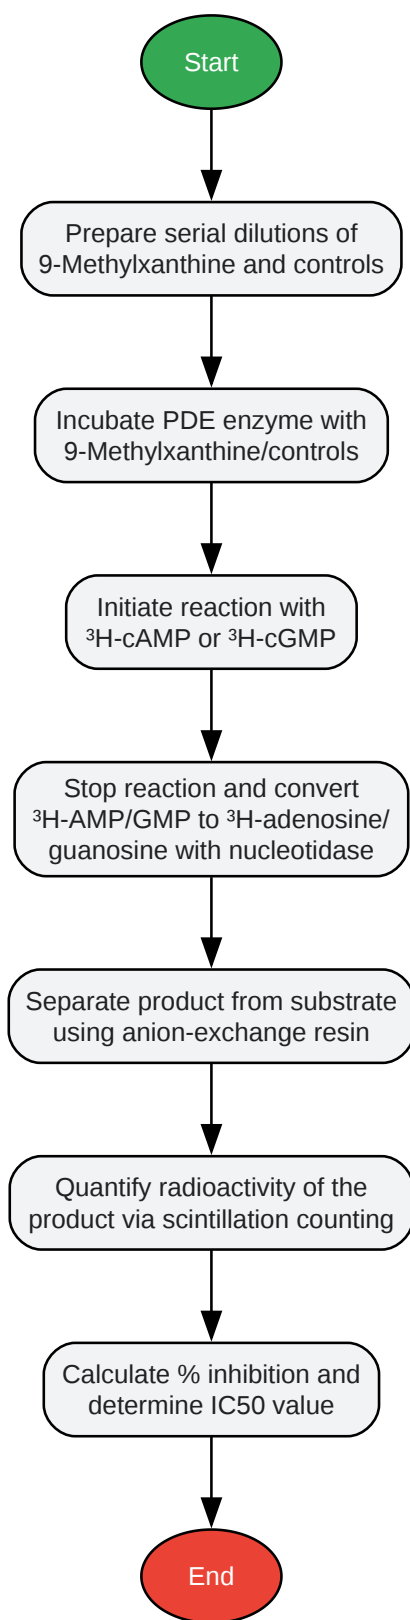 Start
Prepare serial dilutions of
9-Methylxanthine and controls
Incubate PDE enzyme with
9-Methylxanthine/controls
Initiate reaction with
³H-cAMP or ³H-cGMP
Stop reaction and convert
³H-AMP/GMP to ³H-adenosine/
guanosine with nucleotidase
Separate product from substrate
using anion-exchange resin
Quantify radioactivity of the
product via scintillation counting
Calculate % inhibition and
determine IC50 value
End